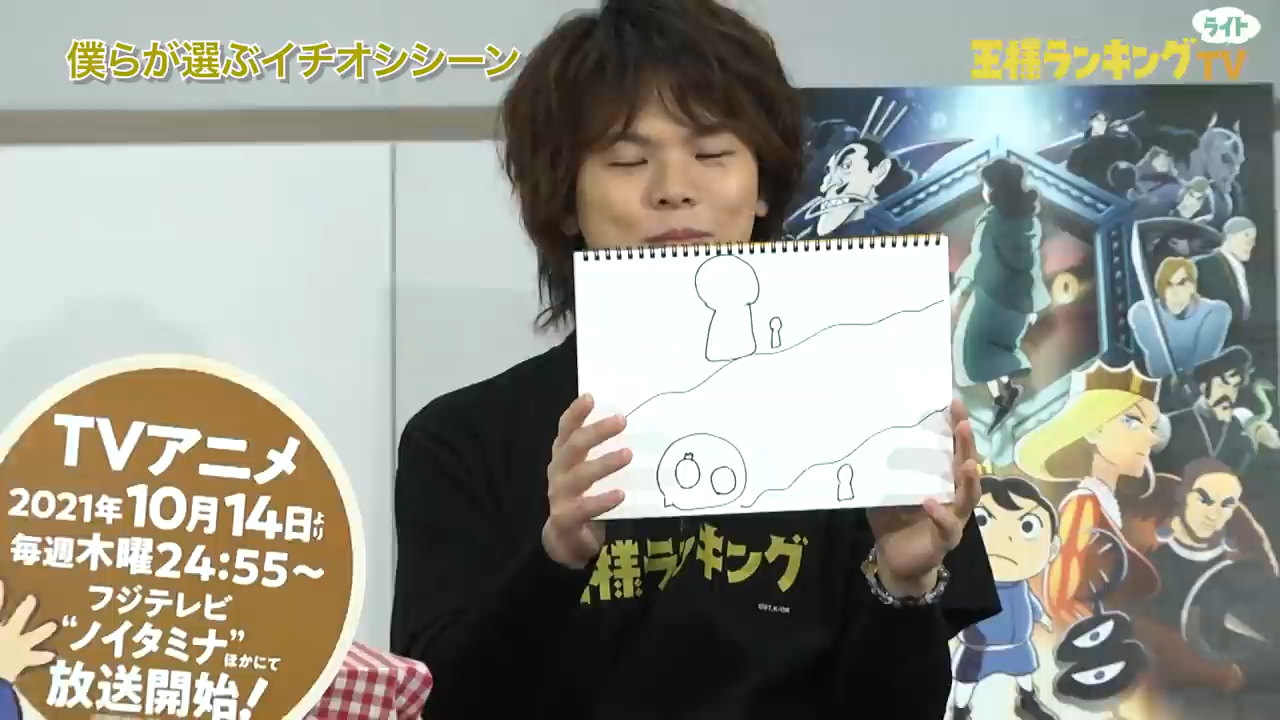 僕らが選ぶイチオシシーン
ライト
王様ランキングTV
TVアニメ
2021年10月14日より
毎週木曜24:55～
フジテレビ
“ノイタミナ”ほかにて
放送開始!
様ランキング